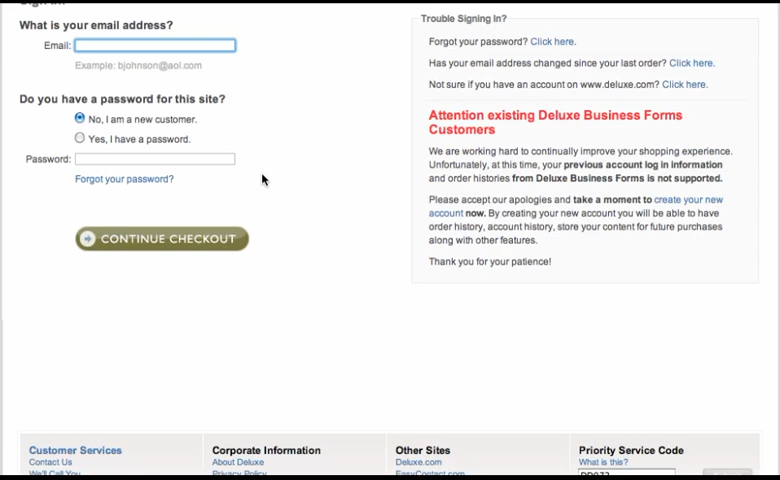 What is your email address?
Email:
Example: bjohnson@aol.com
Do you have a password for this site?
No, I am a new customer.
Yes, I have a password.
Password:
Forgot your password?
CONTINUE CHECKOUT
Trouble Signing In?
Forgot your password? Click here.
Has your email address changed since your last order? Click here.
Not sure if you have an account on www.deluxe.com? Click here.
Attention existing Deluxe Business Forms
Customers
We are working hard to continually improve your shopping experience.
Unfortunately, at this time, your previous account log in information
and order histories from Deluxe Business Forms is not supported.
Please accept our apologies and take a moment to create your new
account now. By creating your new account you will be able to have
order history, account history, store your content for future purchases
along with other features.
Thank you for your patience!
Customer Services
Contact Us
We'll Call You
Corporate Information
About Deluxe
Privacy Policy
Other Sites
Deluxe.com
EasyContact.com
Priority Service Code
What is this?